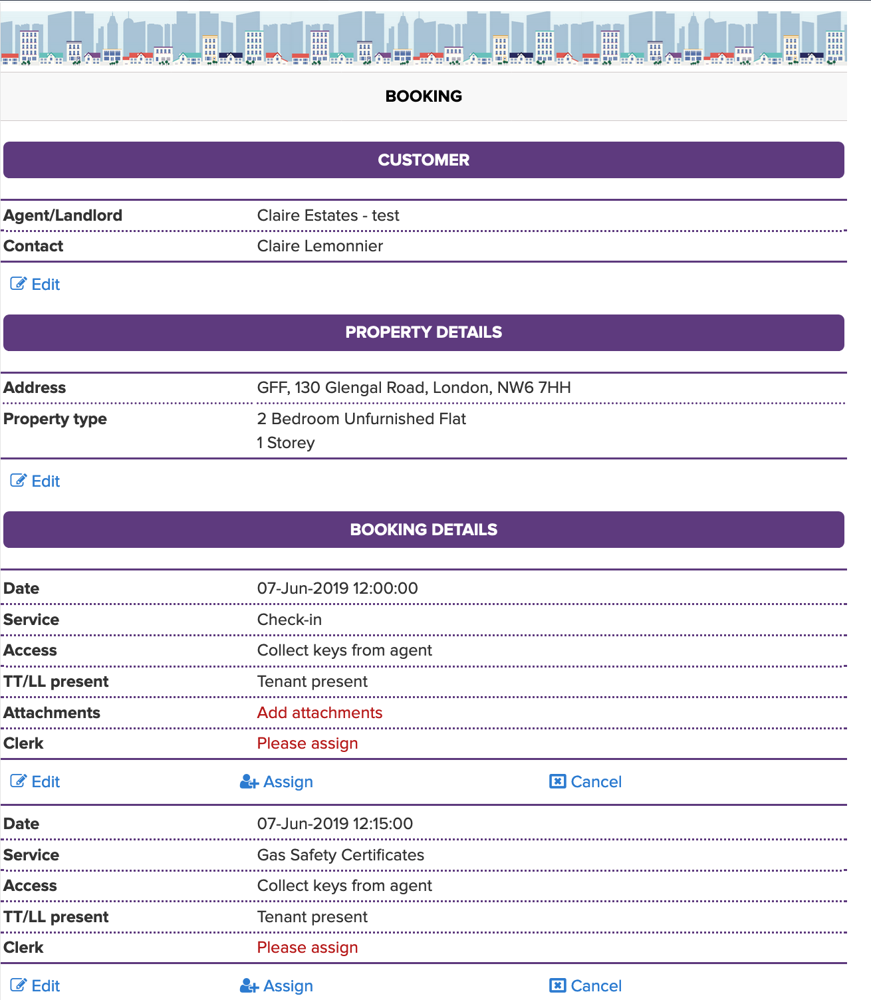 BOOKING
CUSTOMER
Agent/Landlord Claire Estates - test
Contact Claire Lemonnier
Edit
PROPERTY DETAILS
Address GFF, 130 Glengal Road, London, NW6 7HH
Property type 2 Bedroom Unfurnished Flat
1 Storey
Edit
BOOKING DETAILS
Date 07-Jun-2019 12:00:00
Service Check-in
Access Collect keys from agent
TT/LL present Tenant present
Attachments Add attachments
Clerk Please assign
Edit Assign Cancel
Date 07-Jun-2019 12:15:00
Service Gas Safety Certificates
Access Collect keys from agent
TT/LL present Tenant present
Clerk Please assign
Edit Assign Cancel